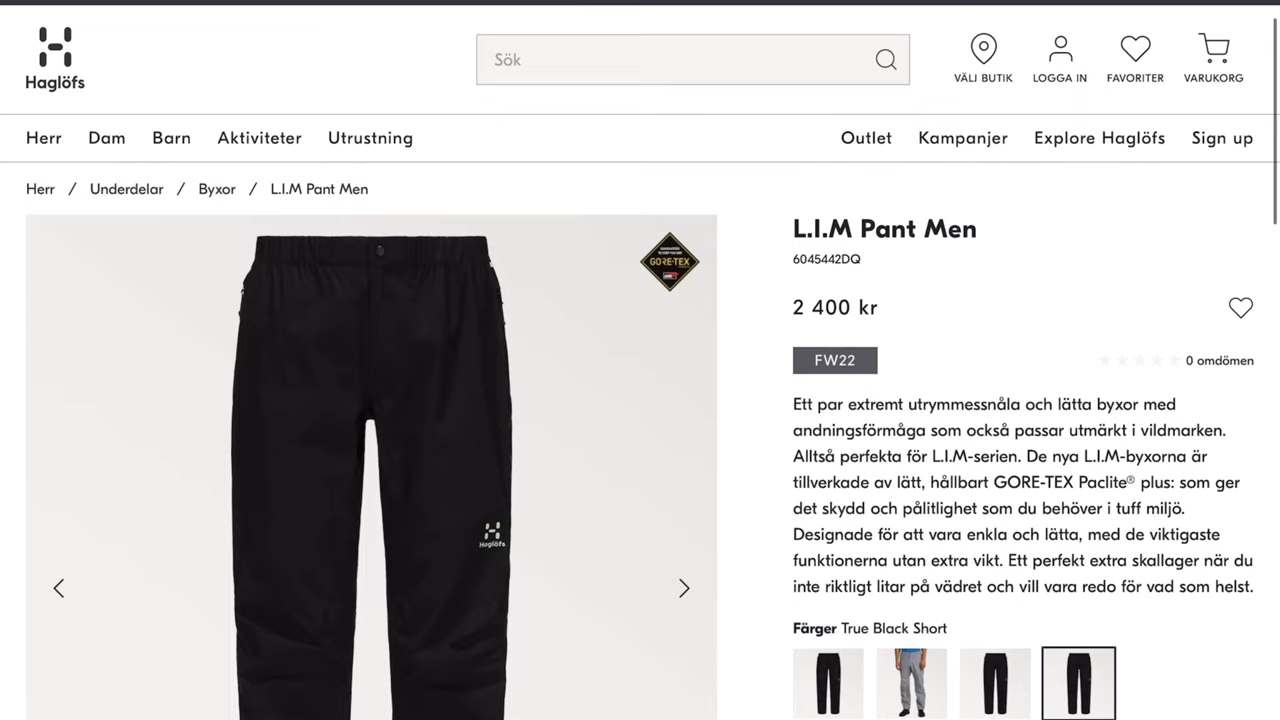 Haglöfs
Sök
VÄLJ BUTIK
LOGGA IN
FAVORITER
VARUKORG
Herr Dam Barn Aktiviteter Utrustning
Outlet Kampanjer Explore Haglöfs Sign up
Herr / Underdelar / Byxor / L.I.M Pant Men
GORE-TEX
Haglöfs
L.I.M Pant Men
6045442DQ
2 400 kr
FW22
0 omdömen
Ett par extremt utrymmessnåla och lätta byxor med
andningsförmåga som också passar utmärkt i vildmarken.
Alltså perfekta för L.I.M-serien. De nya L.I.M-byxorna är
tillverkade av lätt, hållbart GORE-TEX Paclite® plus: som ger
det skydd och pålitlighet som du behöver i tuff miljö.
Designade för att vara enkla och lätta, med de viktigaste
funktionerna utan extra vikt. Ett perfekt extra skallager när du
inte riktligt litar på vädret och vill vara redo för vad som helst.
Färger True Black Short